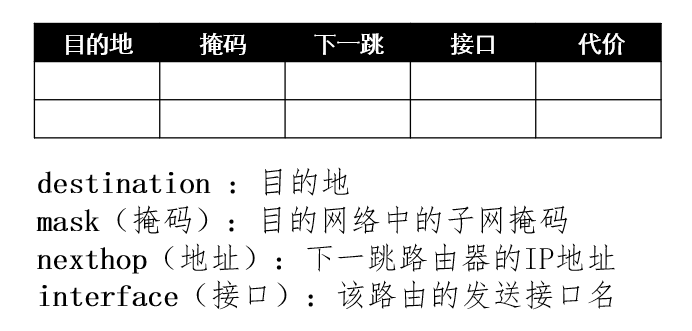 目的地 掩码 下一跳 接口 代价
destination : 目的地
mask（掩码）: 目的网络中的子网掩码
nexthop（地址）: 下一跳路由器的IP地址
interface（接口）: 该路由的发送接口名